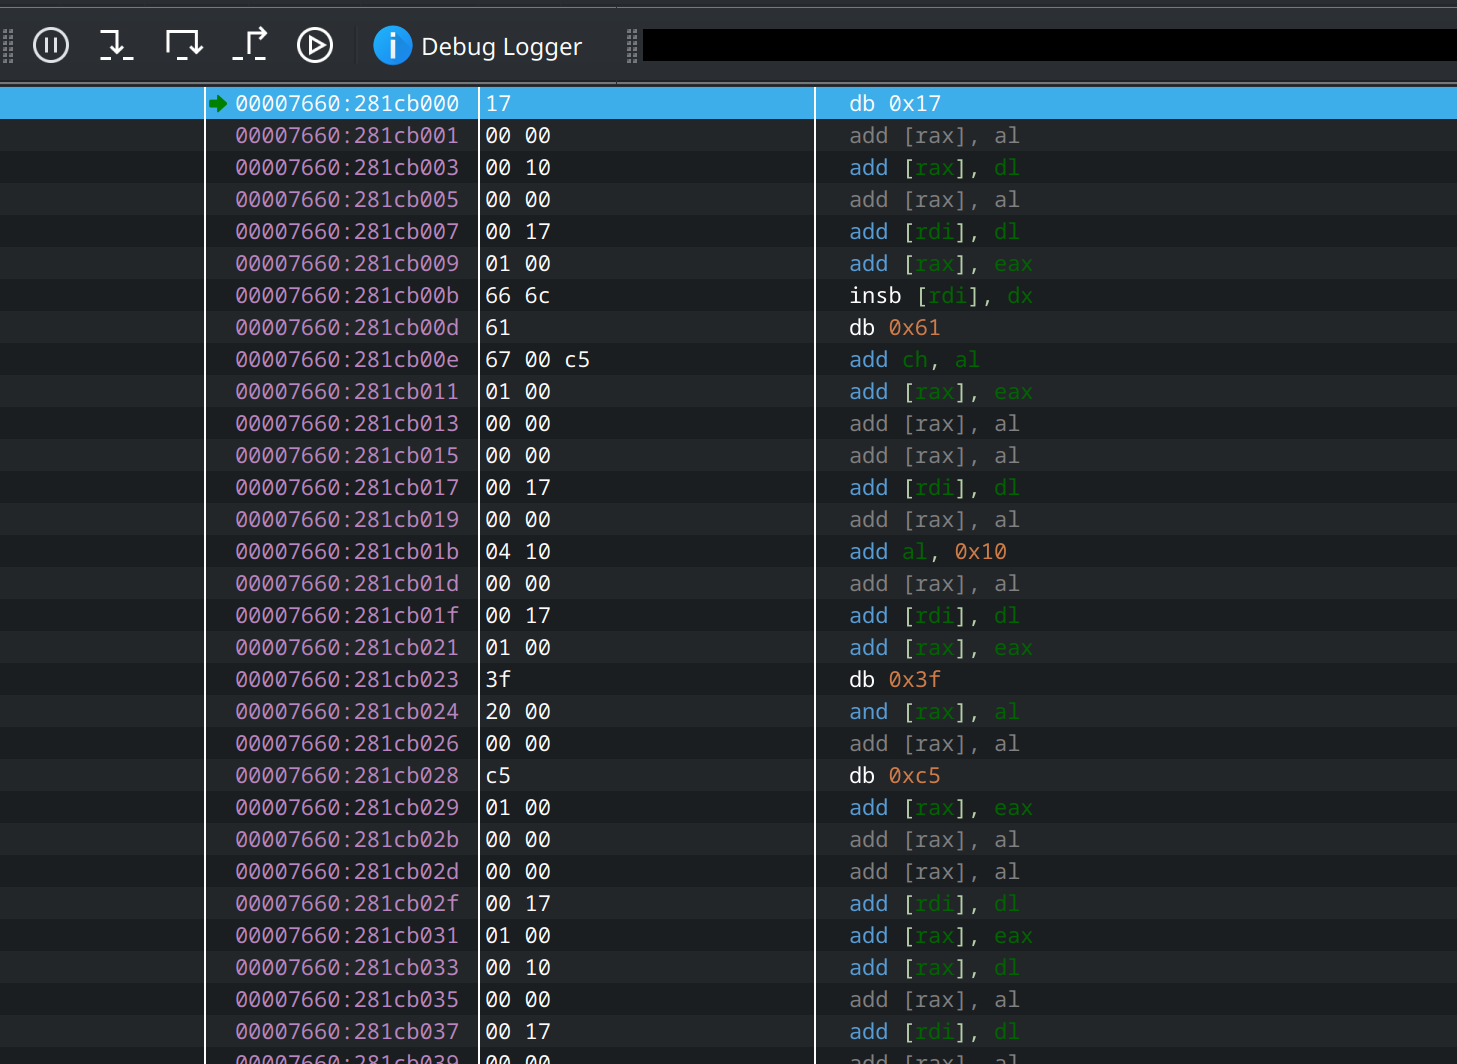 Debug Logger
00007660:281cb000 17 db 0x17
00007660:281cb001 00 00 add [rax], al
00007660:281cb003 00 10 add [rax], dl
00007660:281cb005 00 00 add [rax], al
00007660:281cb007 00 17 add [rdi], dl
00007660:281cb009 01 00 add [rax], eax
00007660:281cb00b 66 6c insb [rdi], dx
00007660:281cb00d 61 db 0x61
00007660:281cb00e 67 00 c5 add ch, al
00007660:281cb011 01 00 add [rax], eax
00007660:281cb013 00 00 add [rax], al
00007660:281cb015 00 00 add [rax], al
00007660:281cb017 00 17 add [rdi], dl
00007660:281cb019 00 00 add [rax], al
00007660:281cb01b 04 10 add al, 0x10
00007660:281cb01d 00 00 add [rax], al
00007660:281cb01f 00 17 add [rdi], dl
00007660:281cb021 01 00 add [rax], eax
00007660:281cb023 3f db 0x3f
00007660:281cb024 20 00 and [rax], al
00007660:281cb026 00 00 add [rax], al
00007660:281cb028 c5 db 0xc5
00007660:281cb029 01 00 add [rax], eax
00007660:281cb02b 00 00 add [rax], al
00007660:281cb02d 00 00 add [rax], al
00007660:281cb02f 00 17 add [rdi], dl
00007660:281cb031 01 00 add [rax], eax
00007660:281cb033 00 10 add [rax], dl
00007660:281cb035 00 00 add [rax], al
00007660:281cb037 00 17 add [rdi], dl
00007660:281cb039 00 00 add [rax], al